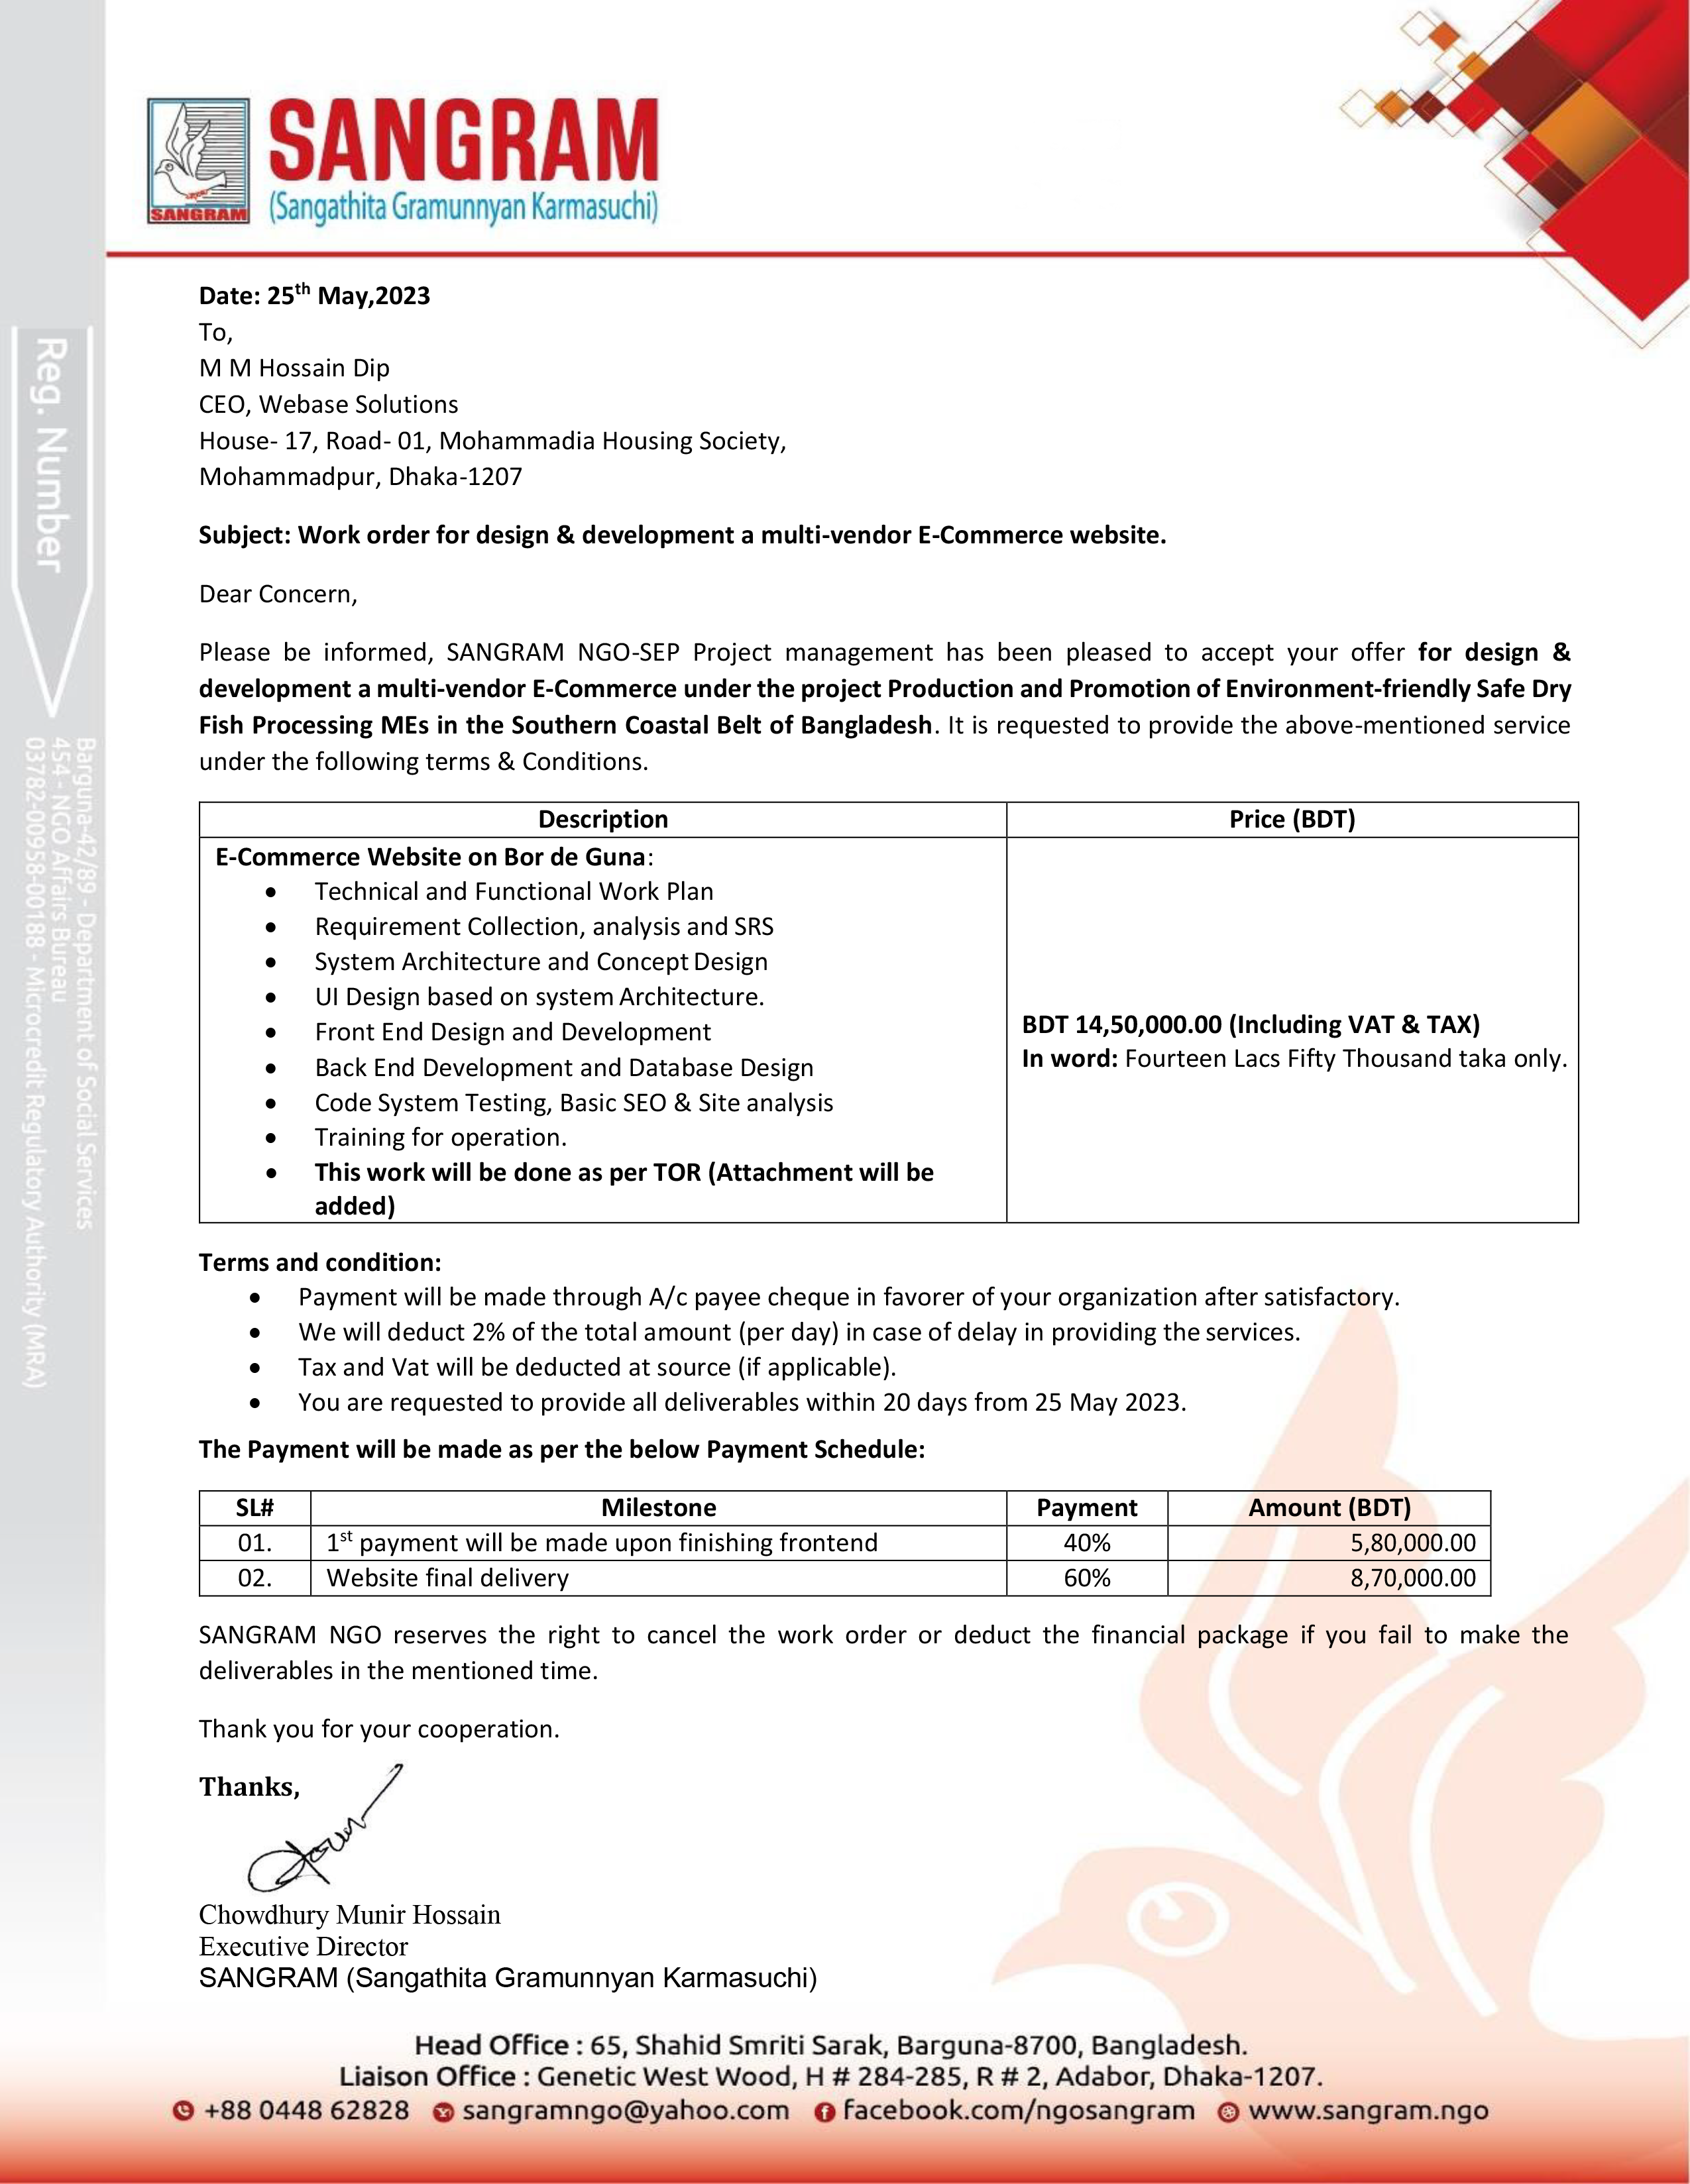 SANGRAM
SANGRAM
(Sangathita Gramunnyan Karmasuchi)
Reg. Number
Barguna-42/89 - Department of Social Services
454 - NGO Affairs Bureau
03782-00958-00188 - Microcredit Regulatory Authority (MRA)
Date: 25th May,2023
To,
M M Hossain Dip
CEO, Webase Solutions
House- 17, Road- 01, Mohammadia Housing Society,
Mohammadpur, Dhaka-1207
Subject: Work order for design & development a multi-vendor E-Commerce website.
Dear Concern,
Please be informed, SANGRAM NGO-SEP Project management has been pleased to accept your offer for design &
development a multi-vendor E-Commerce under the project Production and Promotion of Environment-friendly Safe Dry
Fish Processing MEs in the Southern Coastal Belt of Bangladesh. It is requested to provide the above-mentioned service
under the following terms & Conditions.
Description Price (BDT)
E-Commerce Website on Bor de Guna:
• Technical and Functional Work Plan
• Requirement Collection, analysis and SRS
• System Architecture and Concept Design
• UI Design based on system Architecture.
• Front End Design and Development
• Back End Development and Database Design
• Code System Testing, Basic SEO & Site analysis
• Training for operation.
• This work will be done as per TOR (Attachment will be
added)
BDT 14,50,000.00 (Including VAT & TAX)
In word: Fourteen Lacs Fifty Thousand taka only.
Terms and condition:
• Payment will be made through A/c payee cheque in favorer of your organization after satisfactory.
• We will deduct 2% of the total amount (per day) in case of delay in providing the services.
• Tax and Vat will be deducted at source (if applicable).
• You are requested to provide all deliverables within 20 days from 25 May 2023.
The Payment will be made as per the below Payment Schedule:
SL# Milestone Payment Amount (BDT)
01. 1st payment will be made upon finishing frontend 40% 5,80,000.00
02. Website final delivery 60% 8,70,000.00
SANGRAM NGO reserves the right to cancel the work order or deduct the financial package if you fail to make the
deliverables in the mentioned time.
Thank you for your cooperation.
Thanks,
Chowdhury Munir Hossain
Executive Director
SANGRAM (Sangathita Gramunnyan Karmasuchi)
Head Office : 65, Shahid Smriti Sarak, Barguna-8700, Bangladesh.
Liaison Office : Genetic West Wood, H # 284-285, R # 2, Adabor, Dhaka-1207.
+88 0448 62828 sangramngo@yahoo.com facebook.com/ngosangram www.sangram.ngo